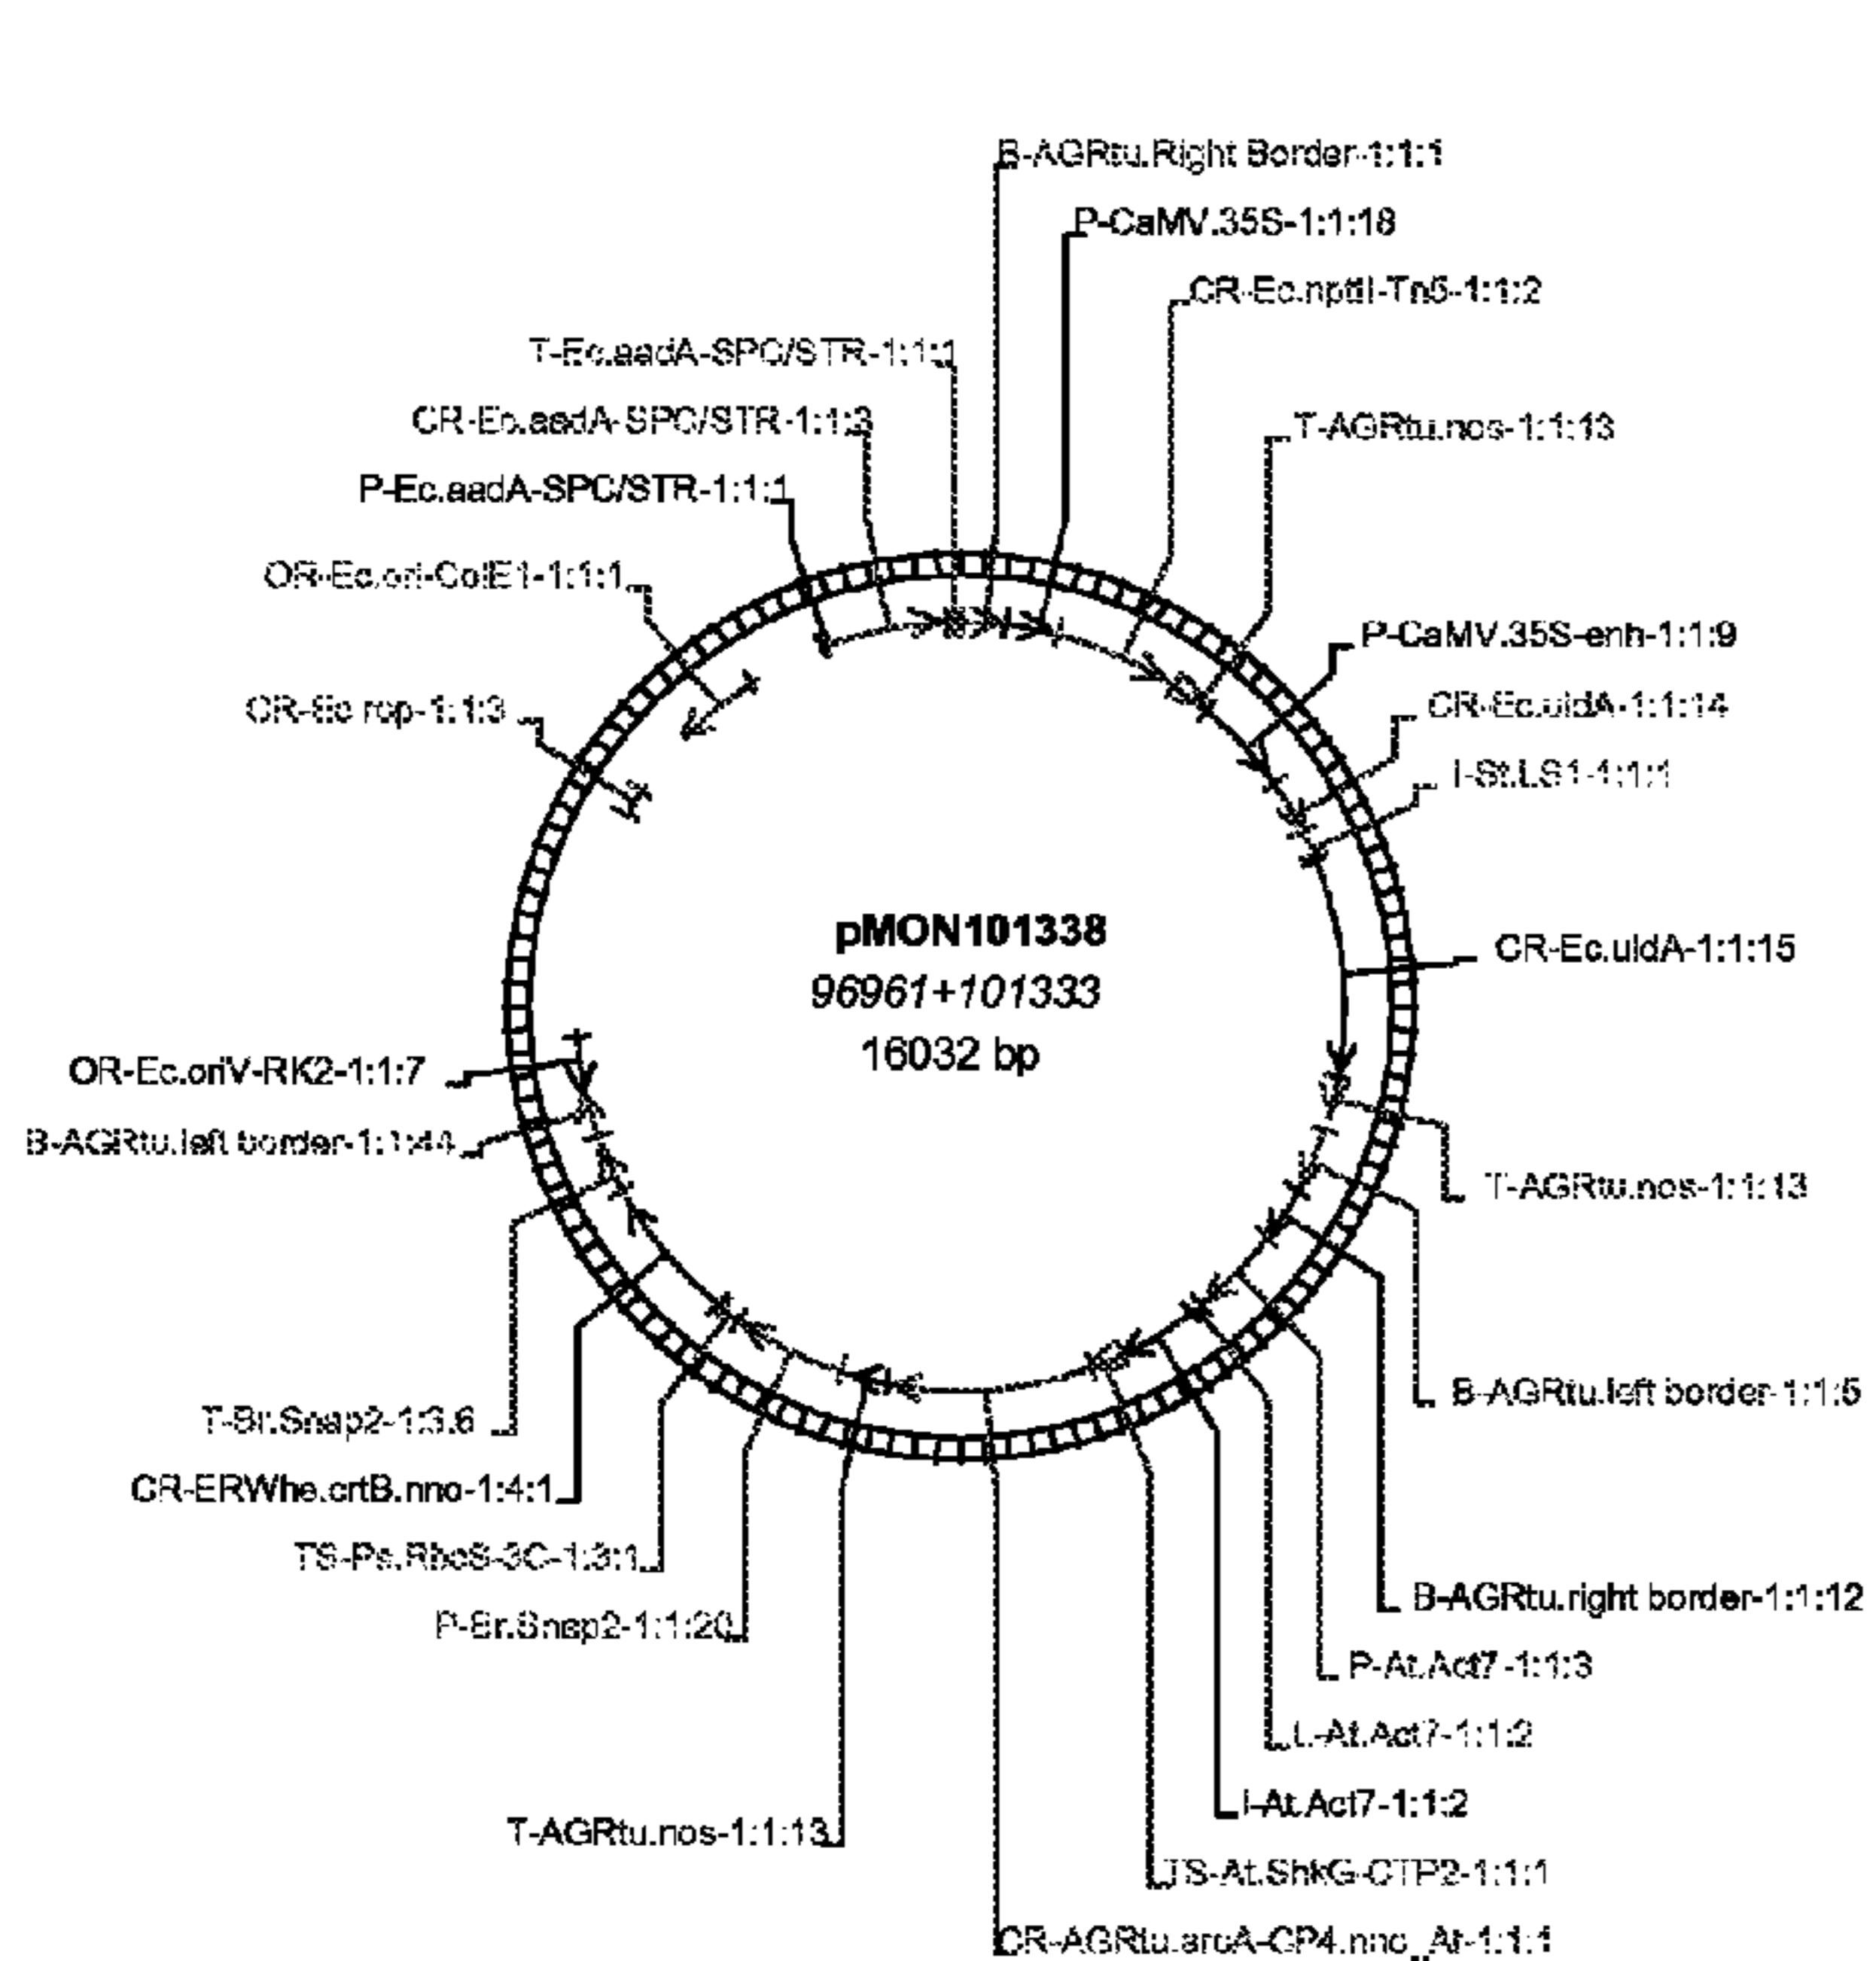 B-AGRtu.Right Border-1:1:1
P-CaMV.35S-1:1:18
CR-Ec.nptII-Tn5-1:1:2
T-Ec.aadA-SPC/STR-1:1:1
CR-Ec.aadA-SPC/STR-1:1:3
T-AGRtu.nos-1:1:13
P-Ec.aadA-SPC/STR-1:1:1
OR-Ec.ori-ColE1-1:1:1
P-CaMV.35S-enh-1:1:9
CR-Ec.uidA-1:1:14
CR-Ec rop-1:1:3
I-St.LS1-1:1:1
pMON101338
96961+101333
16032 bp
CR-Ec.uidA-1:1:15
OR-Ec.oriV-RK2-1:1:7
B-AGRtu.left border-1:1:44
T-AGRtu.nos-1:1:13
B-AGRtu.left border-1:1:5
T-Br.Snap2-1:3:6
CR-ERWhe.crtB.nno-1:4:1
TS-Ps.RbcS-3C-1:3:1
B-AGRtu.right border-1:1:12
P-Br.Snap2-1:1:20
P-At.Act7-1:1:3
L-At.Act7-1:1:2
I-At.Act7-1:1:2
T-AGRtu.nos-1:1:13
TS-At.ShkG-CTP2-1:1:1
CR-AGRtu.aroA-CP4.nno_At-1:1:1